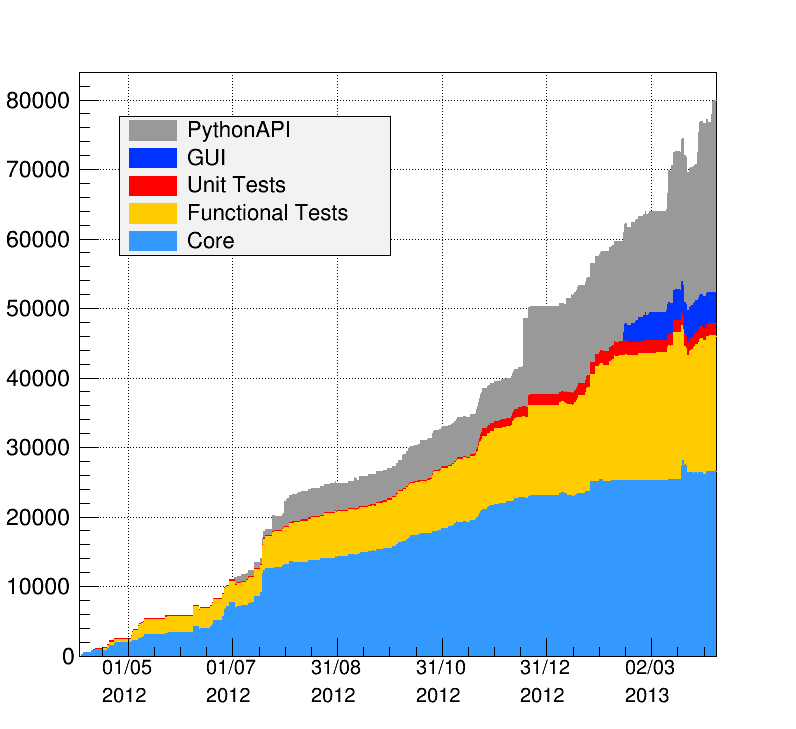 80000
70000
60000
50000
40000
30000
20000
10000
0
PythonAPI
GUI
Unit Tests
Functional Tests
Core
01/05 01/07 31/08 31/10 31/12 02/03
2012 2012 2012 2012 2012 2013